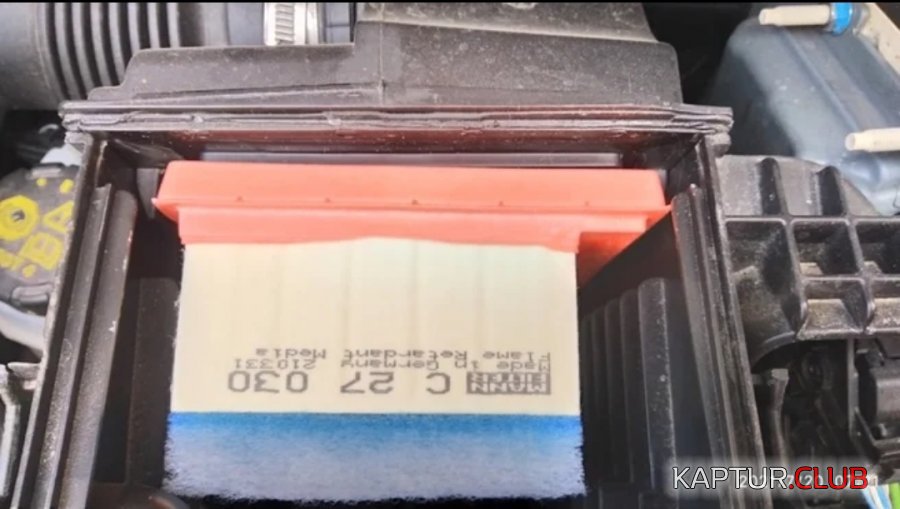 MANN
FILTER
C 27 030
Made in Germany 210331
Flame Retardant Media
KAPTUR.CLUB